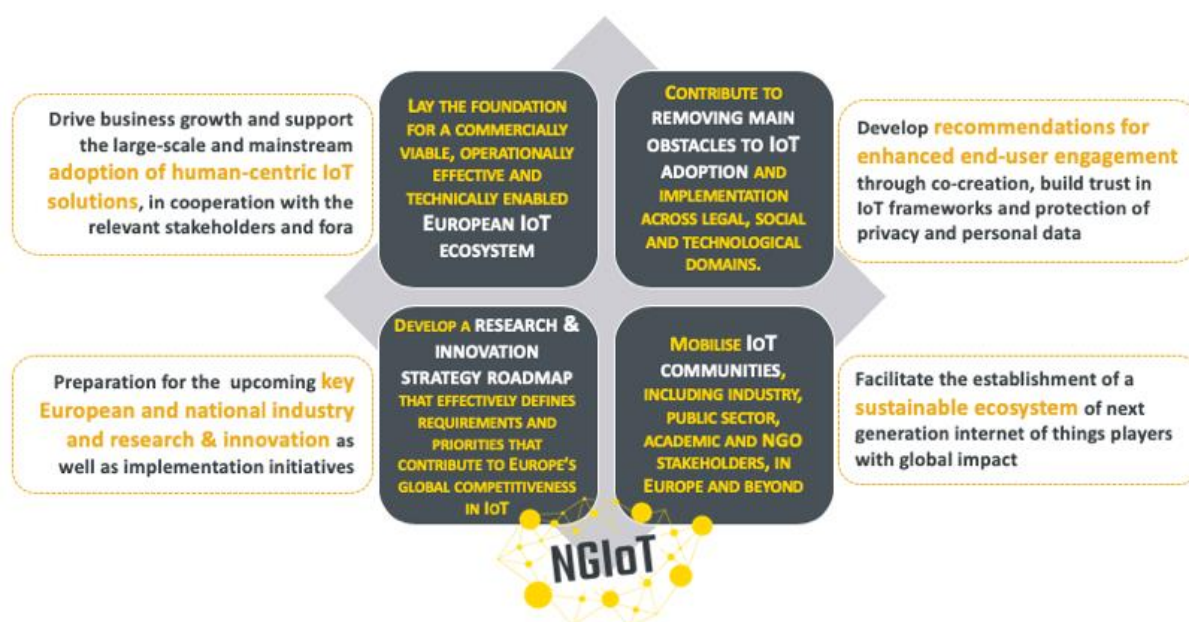 Drive business growth and support
the large-scale and mainstream
adoption of human-centric IoT
solutions, in cooperation with the
relevant stakeholders and fora
LAY THE FOUNDATION
FOR A COMMERCIALLY
VIABLE, OPERATIONALLY
EFFECTIVE AND
TECHNICALLY ENABLED
EUROPEAN IOT
ECOSYSTEM
CONTRIBUTE TO
REMOVING MAIN
OBSTACLES TO IOT
ADOPTION AND
IMPLEMENTATION
ACROSS LEGAL, SOCIAL
AND TECHNOLOGICAL
DOMAINS.
Develop recommendations for
enhanced end-user engagement
through co-creation, build trust in
IoT frameworks and protection of
privacy and personal data
Preparation for the upcoming key
European and national industry
and research & innovation as
well as implementation initiatives
DEVELOP A RESEARCH &
INNOVATION
STRATEGY ROADMAP
THAT EFFECTIVELY DEFINES
REQUIREMENTS AND
PRIORITIES THAT
CONTRIBUTE TO EUROPE'S
GLOBAL COMPETITIVENESS
IN IOT
MOBILISE IOT
COMMUNITIES,
INCLUDING INDUSTRY,
PUBLIC SECTOR,
ACADEMIC AND NGO
STAKEHOLDERS, IN
EUROPE AND BEYOND
Facilitate the establishment of a
sustainable ecosystem of next
generation internet of things players
with global impact
NGIoT